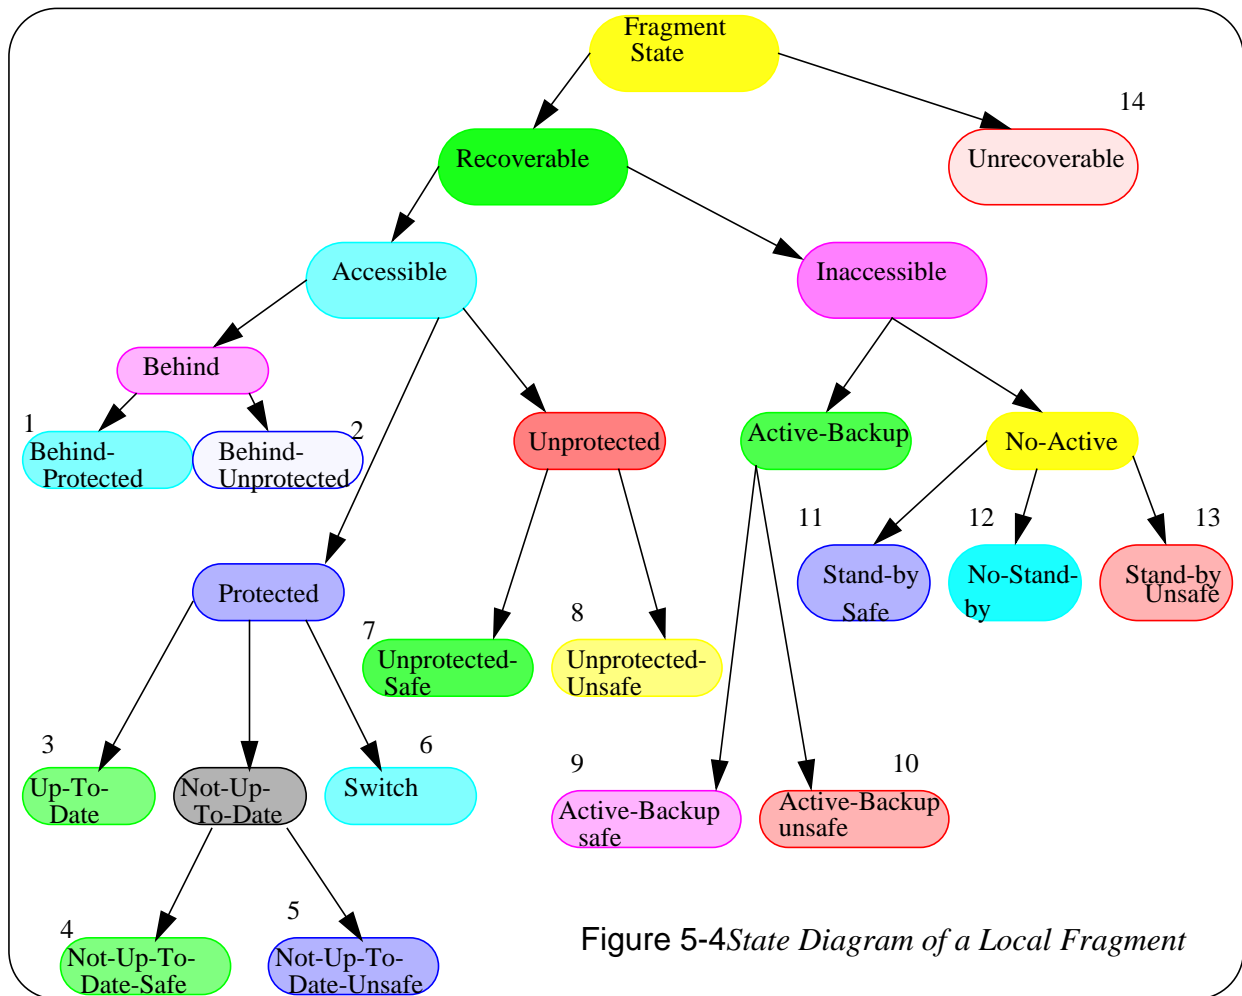 Fragment
State
14
Recoverable
Unrecoverable
Accessible
Inaccessible
Behind
1
2
Behind-
Protected
Behind-
Unprotected
Unprotected
Active-Backup
No-Active
11
12
13
Stand-by
Safe
No-Stand-
by
Stand-by
Unsafe
Protected
7
8
Unprotected-
Safe
Unprotected-
Unsafe
3
6
9
10
Up-To-
Date
Not-Up-
To-Date
Switch
Active-Backup
safe
Active-Backup
unsafe
4
5
Not-Up-To-
Date-Safe
Not-Up-To-
Date-Unsafe
Figure 5-4State Diagram of a Local Fragment